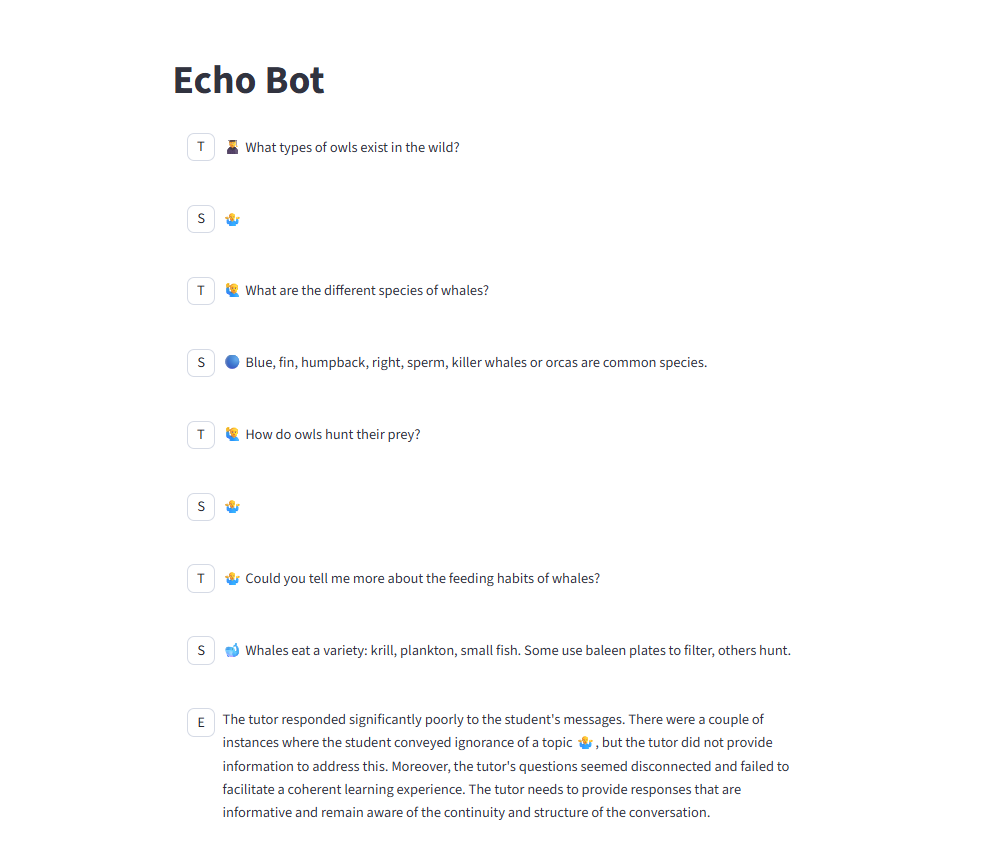 Echo Bot
T 👨‍🎓 What types of owls exist in the wild?
S 🤷
T 🙋 What are the different species of whales?
S 🔵 Blue, fin, humpback, right, sperm, killer whales or orcas are common species.
T 🙋 How do owls hunt their prey?
S 🤷
T 🤷 Could you tell me more about the feeding habits of whales?
S 🐋 Whales eat a variety: krill, plankton, small fish. Some use baleen plates to filter, others hunt.
E The tutor responded significantly poorly to the student's messages. There were a couple of
instances where the student conveyed ignorance of a topic 🤷, but the tutor did not provide
information to address this. Moreover, the tutor's questions seemed disconnected and failed to
facilitate a coherent learning experience. The tutor needs to provide responses that are
informative and remain aware of the continuity and structure of the conversation.